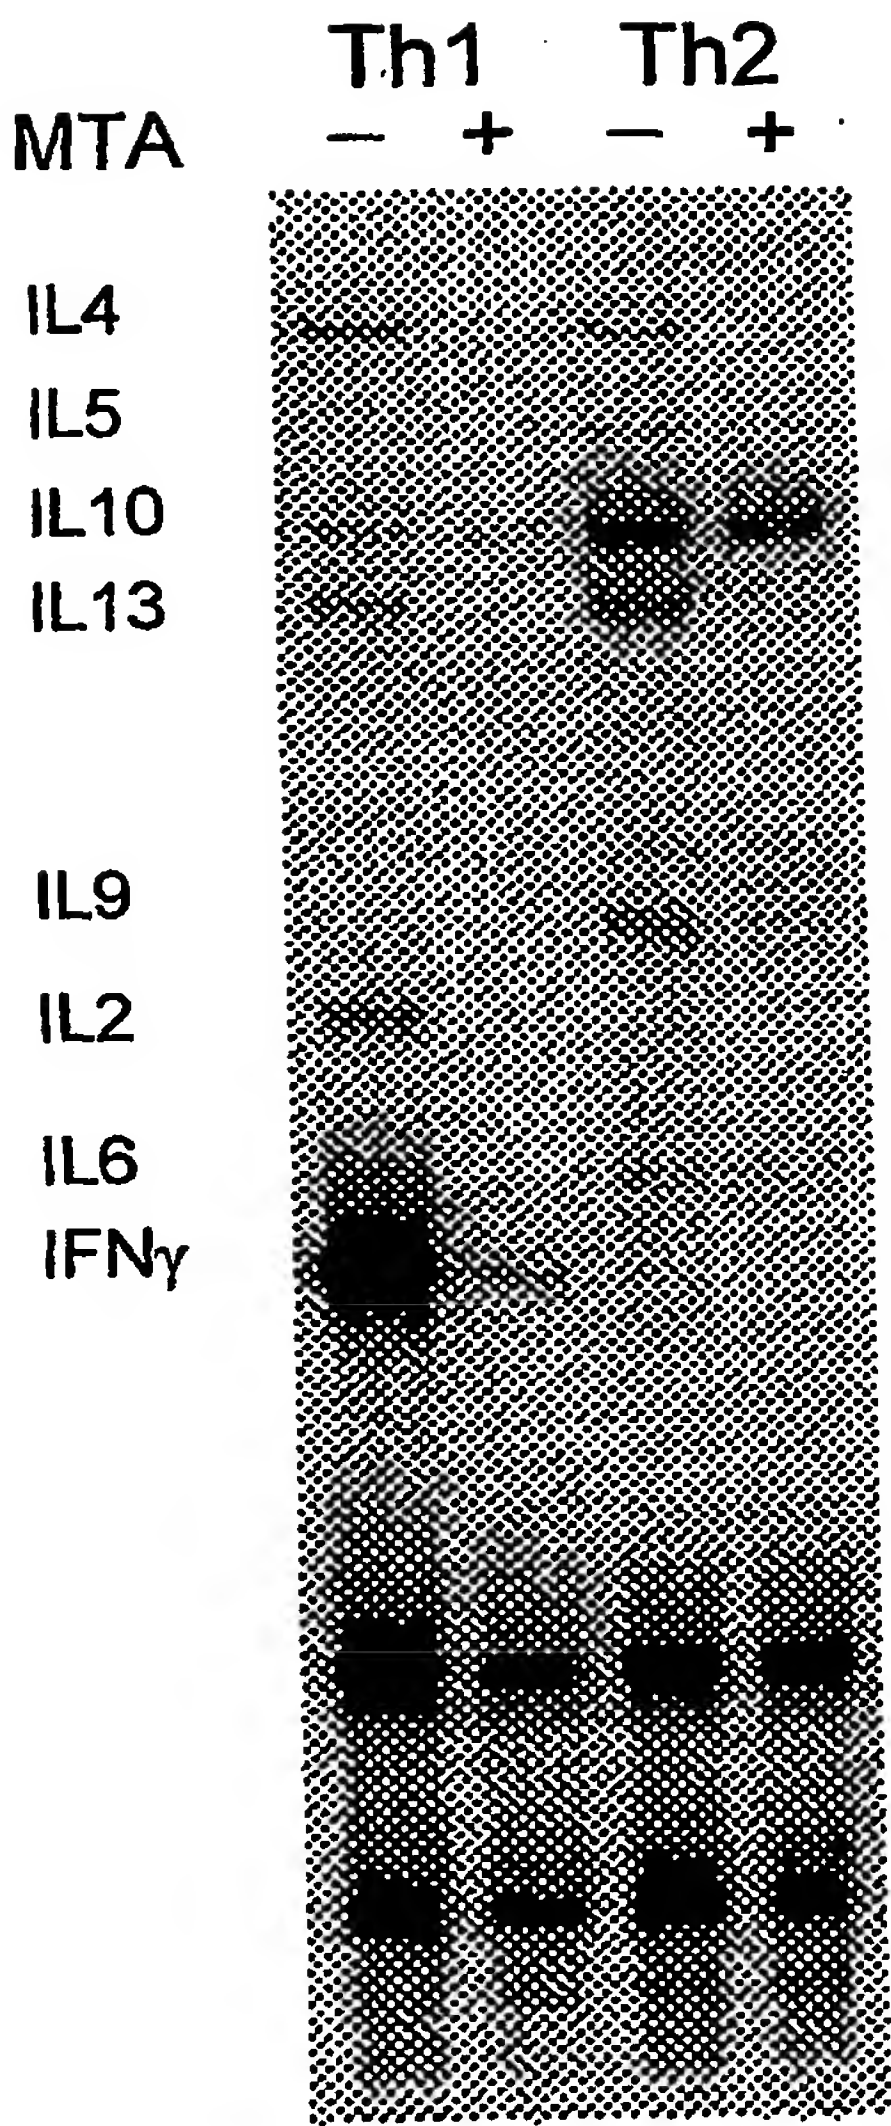 Th1 Th2
MTA − + − +
IL4
IL5
IL10
IL13
IL9
IL2
IL6
IFNγ